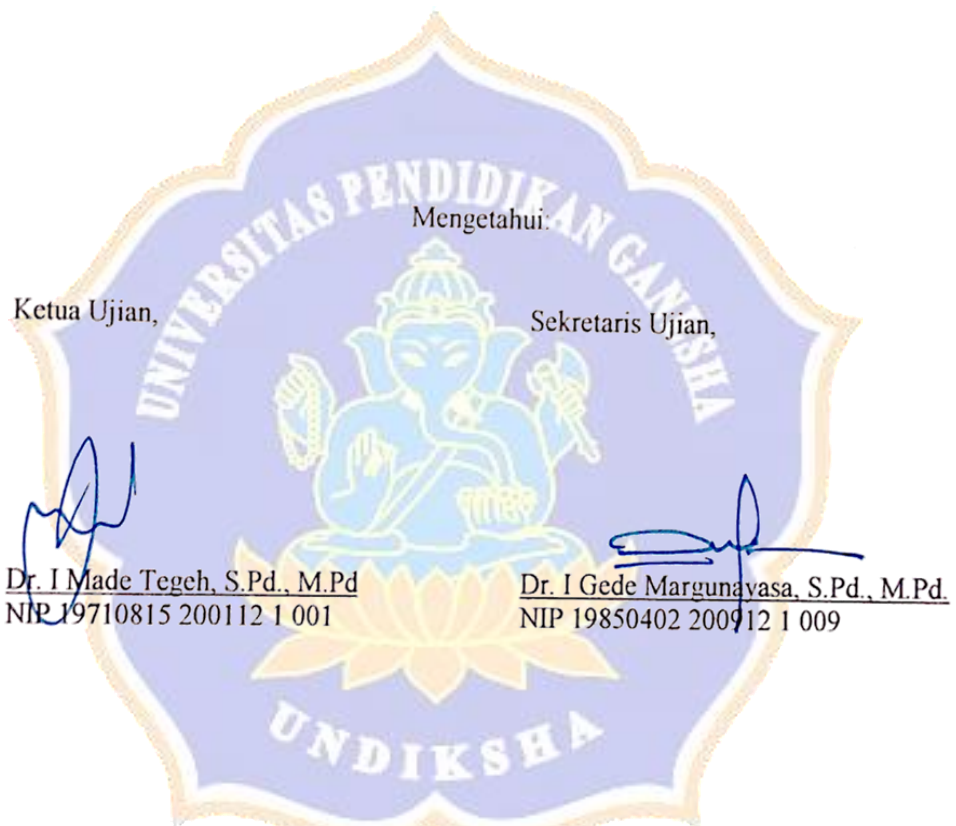 UNIVERSITAS PENDIDIKAN GANESHA
Mengetahui:
Ketua Ujian,
Sekretaris Ujian,
Dr. I Made Tegeh, S.Pd., M.Pd
NIP 19710815 200112 1 001
Dr. I Gede Margunayasa, S.Pd., M.Pd.
NIP 19850402 200912 1 009
UNDIKSHA